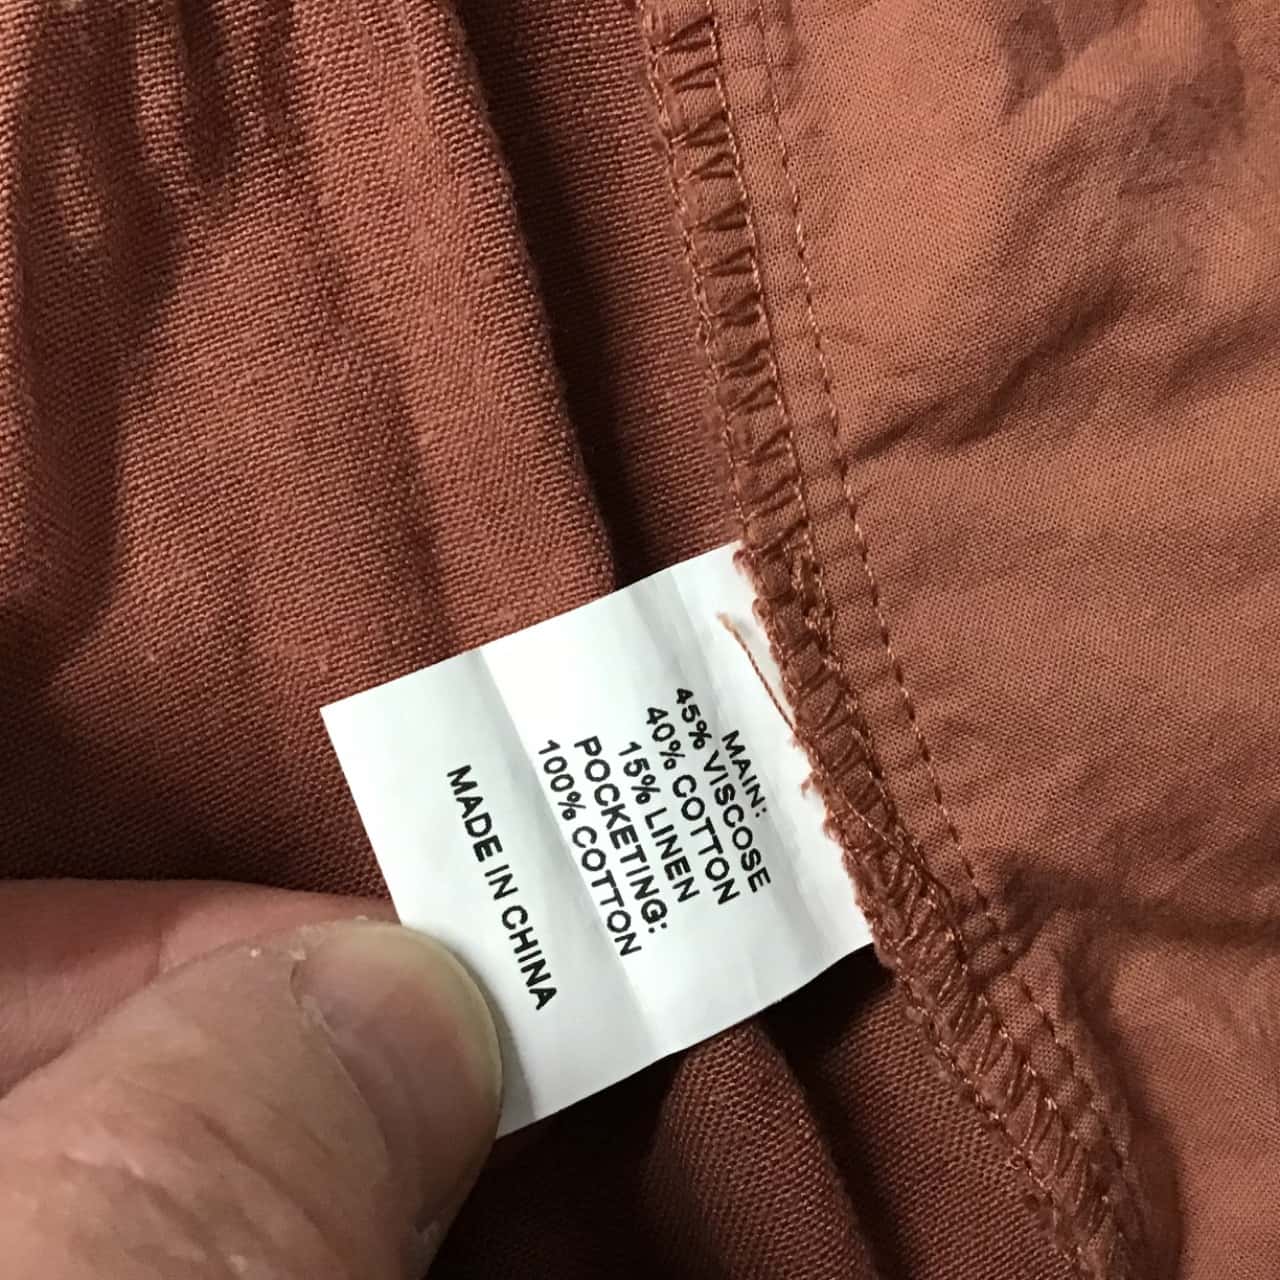 MAIN:
45% VISCOSE
40% COTTON
15% LINEN
POCKETING:
100% COTTON
MADE IN CHINA